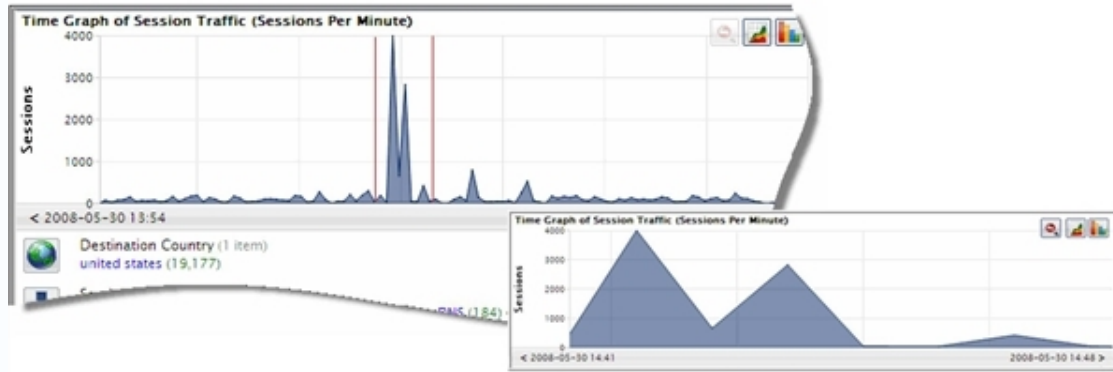 Time Graph of Session Traffic (Sessions Per Minute)
4000
3000
2000
1000
0
Sessions
< 2008-05-30 13:54
Destination Country (1 item)
united states (19,177)
(184)
Time Graph of Session Traffic (Sessions Per Minute)
4000
3000
2000
1000
0
Sessions
< 2008-05-30 14:41
2008-05-30 14:48 >